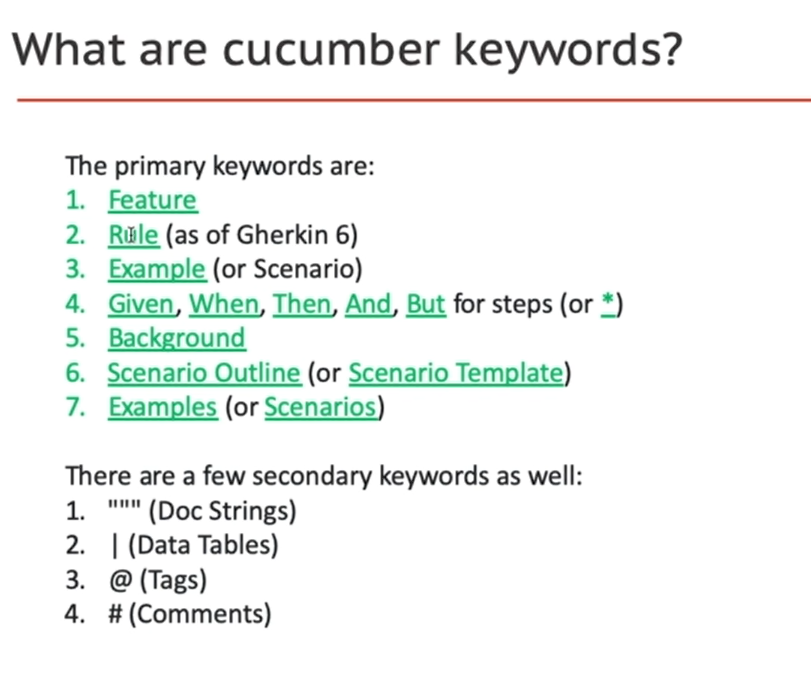 What are cucumber keywords?
The primary keywords are:
1. Feature
2. Rule (as of Gherkin 6)
3. Example (or Scenario)
4. Given, When, Then, And, But for steps (or *)
5. Background
6. Scenario Outline (or Scenario Template)
7. Examples (or Scenarios)
There are a few secondary keywords as well:
1. """ (Doc Strings)
2. | (Data Tables)
3. @ (Tags)
4. # (Comments)